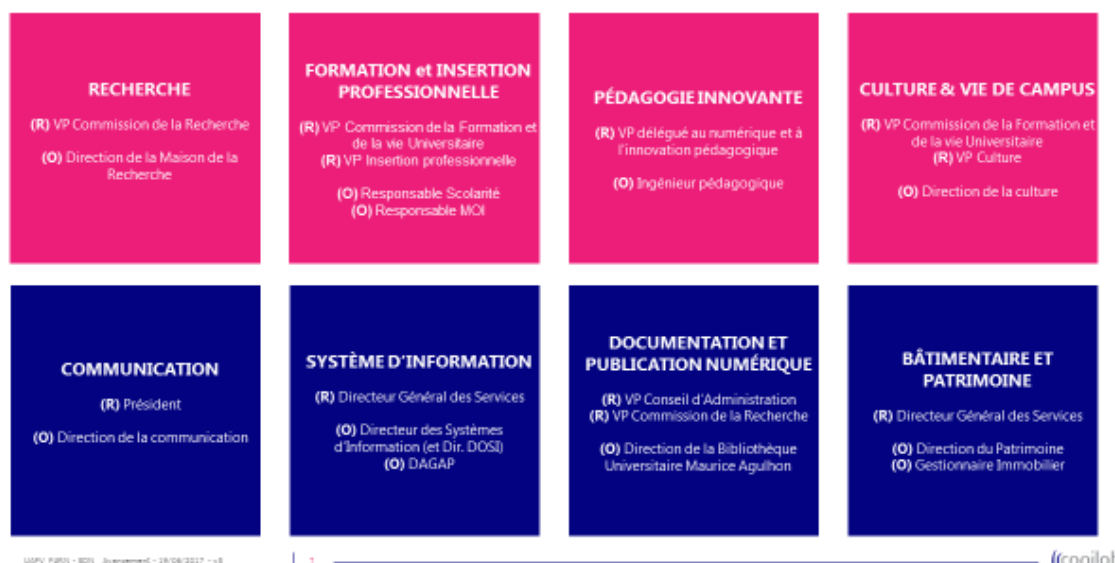 RECHERCHE
(R) VP Commission de la Recherche
(O) Direction de la Maison de la
Recherche
FORMATION et INSERTION
PROFESSIONNELLE
(R) VP Commission de la Formation et
de la vie Universitaire
(R) VP Insertion professionnelle
(O) Responsable Scolarité
(O) Responsable MOI
PÉDAGOGIE INNOVANTE
(R) VP délégué au numérique et à
l'innovation pédagogique
(O) Ingénieur pédagogique
CULTURE & VIE DE CAMPUS
(R) VP Commission de la Formation et
de la vie Universitaire
(R) VP Culture
(O) Direction de la culture
COMMUNICATION
(R) Président
(O) Direction de la communication
SYSTÈME D'INFORMATION
(R) Directeur Général des Services
(O) Directeur des Systèmes
d'Information (et Dir. DOSI)
(O) DAGAP
DOCUMENTATION ET
PUBLICATION NUMÉRIQUE
(R) VP Conseil d'Administration
(R) VP Commission de la Recherche
(O) Direction de la Bibliothèque
Universitaire Maurice Agulhon
BÂTIMENTAIRE ET
PATRIMOINE
(R) Directeur Général des Services
(O) Direction du Patrimoine
(O) Gestionnaire Immobilier